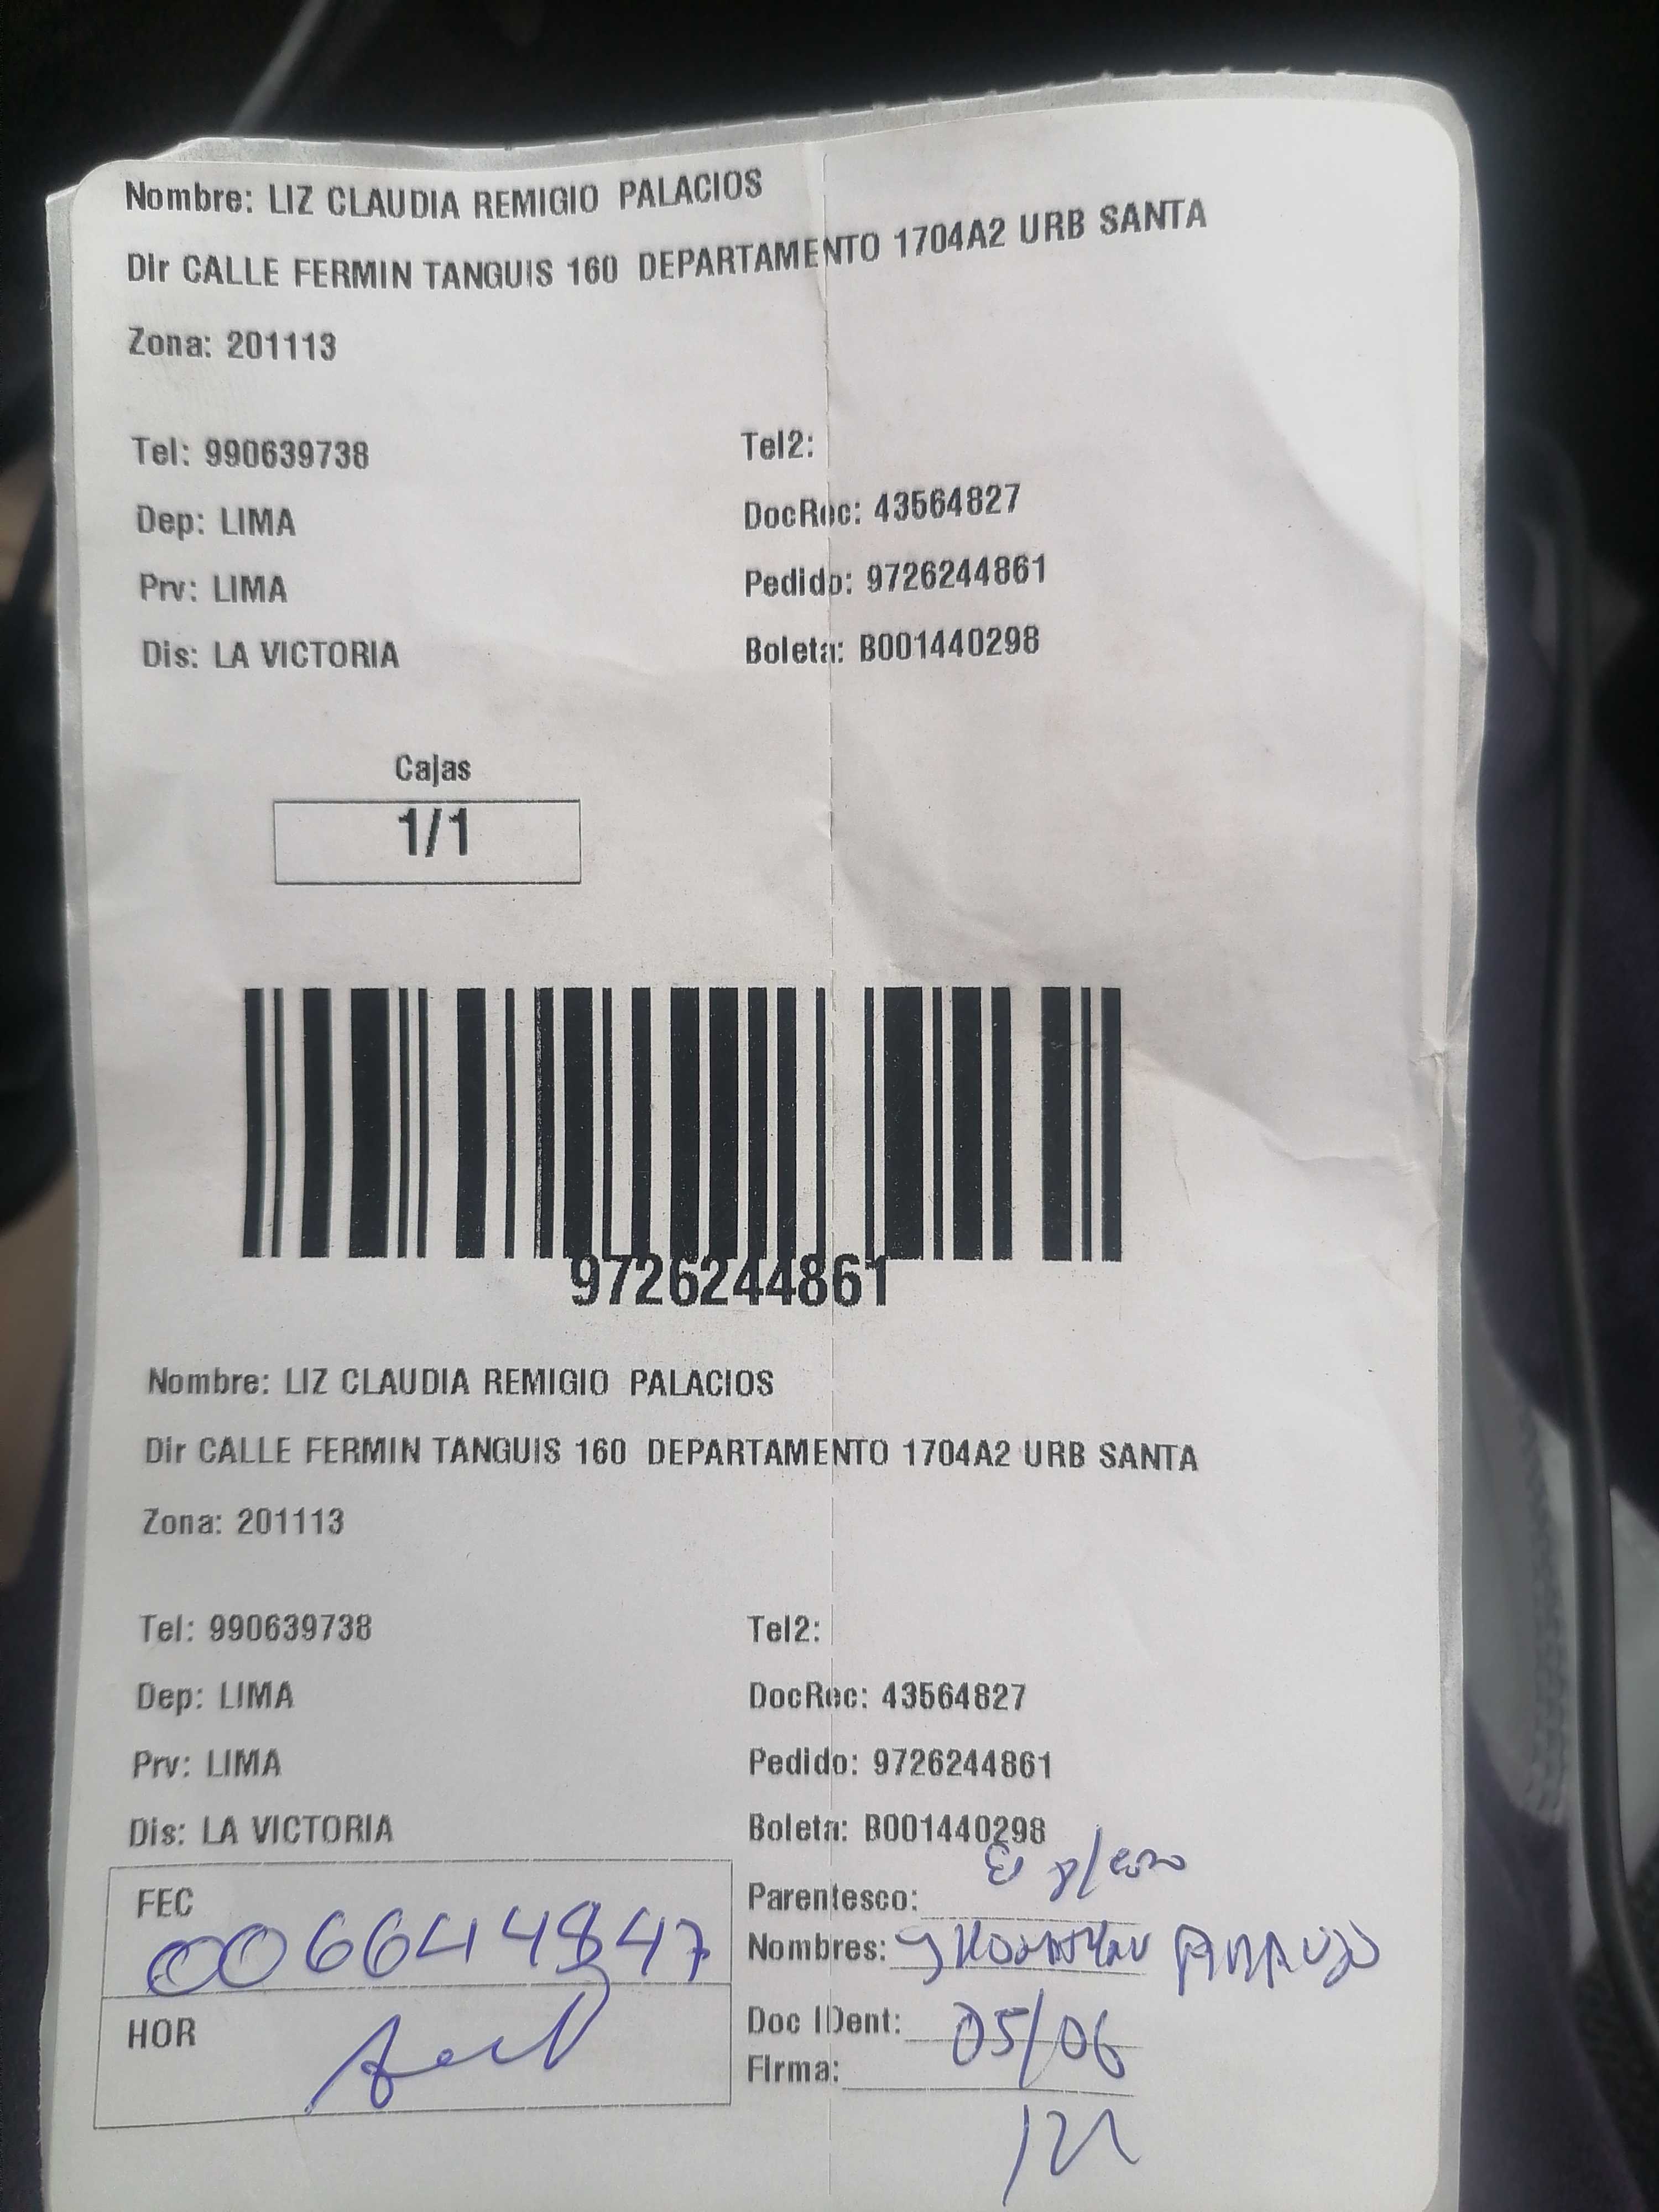 Nombre: LIZ CLAUDIA REMIGIO PALACIOS
Dir CALLE FERMIN TANGUIS 160 DEPARTAMENTO 1704A2 URB SANTA
Zona: 201113
Tel: 990639738 Tel2:
Dep: LIMA DocRec: 43564827
Prv: LIMA Pedido: 9726244861
Dis: LA VICTORIA Boleta: B001440298
Cajas
1/1
9726244861
Nombre: LIZ CLAUDIA REMIGIO PALACIOS
Dir CALLE FERMIN TANGUIS 160 DEPARTAMENTO 1704A2 URB SANTA
Zona: 201113
Tel: 990639738 Tel2:
Dep: LIMA DocRec: 43564827
Prv: LIMA Pedido: 9726244861
Dis: LA VICTORIA Boleta: B001440298
FEC Parentesco:
006644847 Nombres: ARAUJO
HOR Doc IDent: 05/06
Firma: